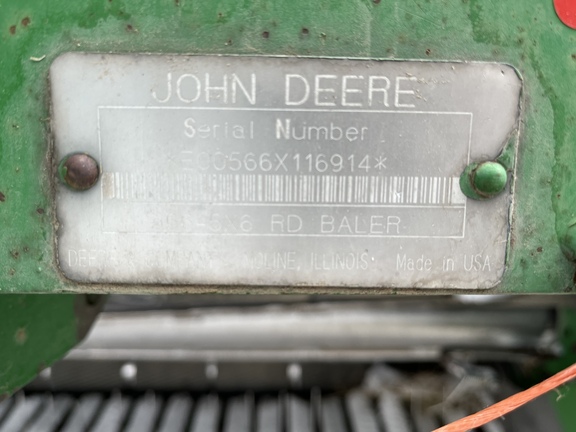 JOHN DEERE
Serial Number
E00566X116914*
RD BALER
MOLINE, ILLINOIS Made in USA